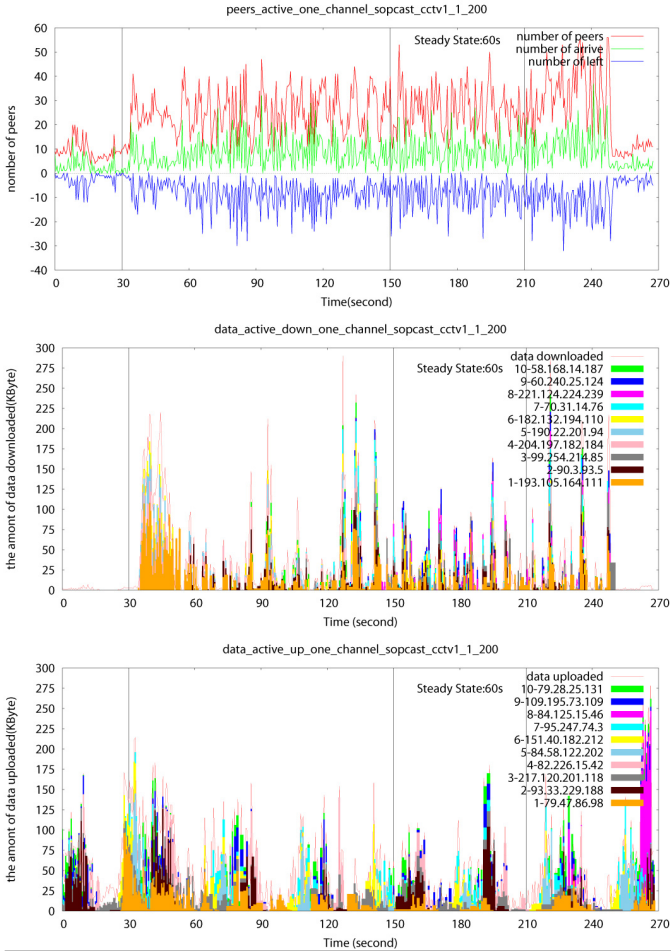 peers_active_one_channel_sopcast_cctv1_1_200
60
50
40
30
20
10
0
-10
-20
-30
-40
number of peers
Steady State:60s
number of peers
number of arrive
number of left
0 30 60 90 120 150 180 210 240 270
Time(second)
data_active_down_one_channel_sopcast_cctv1_1_200
300
275
250
225
200
175
150
125
100
75
50
25
0
the amont of data downloaded(KByte)
Steady State:60s
data downloaded
10-58.168.14.187
9-60.240.25.124
8-221.124.224.239
7-70.31.14.76
6-182.132.194.110
5-190.22.201.94
4-204.197.182.184
3-99.254.214.85
2-90.3.93.5
1-193.105.164.111
0 30 60 90 120 150 180 210 240 270
Time (second)
data_active_up_one_channel_sopcast_cctv1_1_200
300
275
250
225
200
175
150
125
100
75
50
25
0
the amont of data uploaded(KByte)
Steady State:60s
data uploaded
10-79.28.25.131
9-109.195.73.109
8-84.125.15.46
7-95.247.74.3
6-151.40.182.212
5-84.58.122.202
4-82.226.15.42
3-217.120.201.118
2-93.33.229.188
1-79.47.86.98
0 30 60 90 120 150 180 210 240 270
Time (second)